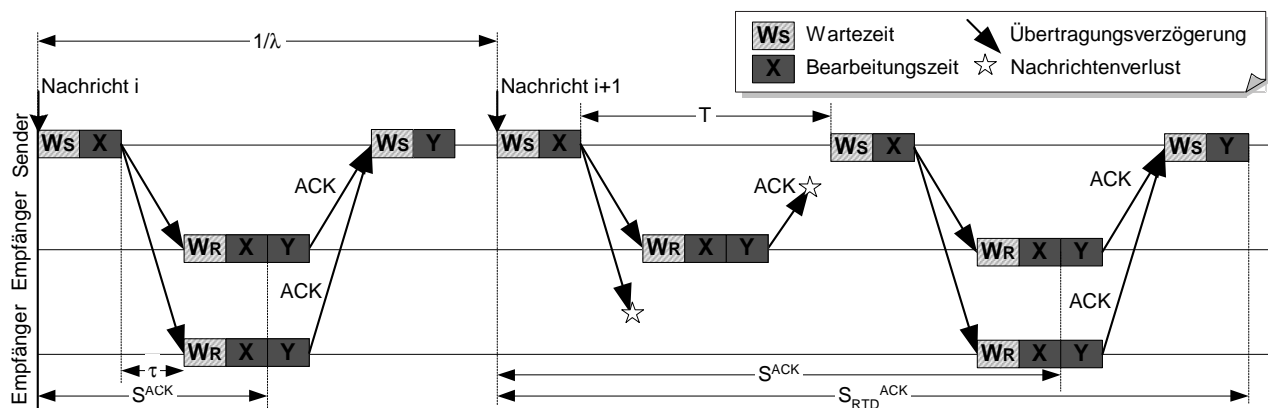 1/λ
Ws Wartezeit Übertragungsverzögerung
X Bearbeitungszeit Nachrichtenverlust
Nachricht i Nachricht i+1
T
Sender
Ws X Ws Y Ws X Ws X Ws Y
ACK ACK ACK
Empfänger
WR X Y WR X Y WR X Y
ACK ACK
Empfänger
WR X Y WR X Y
τ
S^ACK S^ACK
S_RTD^ACK